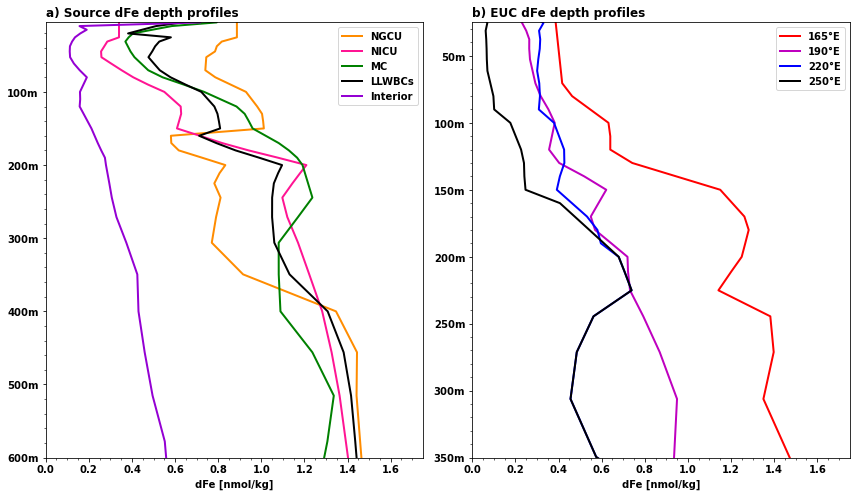 a) Source dFe depth profiles
NGCU
NICU
MC
LLWBCs
Interior
100m
200m
300m
400m
500m
600m
0.0 0.2 0.4 0.6 0.8 1.0 1.2 1.4 1.6
dFe [nmol/kg]
b) EUC dFe depth profiles
165°E
190°E
220°E
250°E
50m
100m
150m
200m
250m
300m
350m
0.0 0.2 0.4 0.6 0.8 1.0 1.2 1.4 1.6
dFe [nmol/kg]